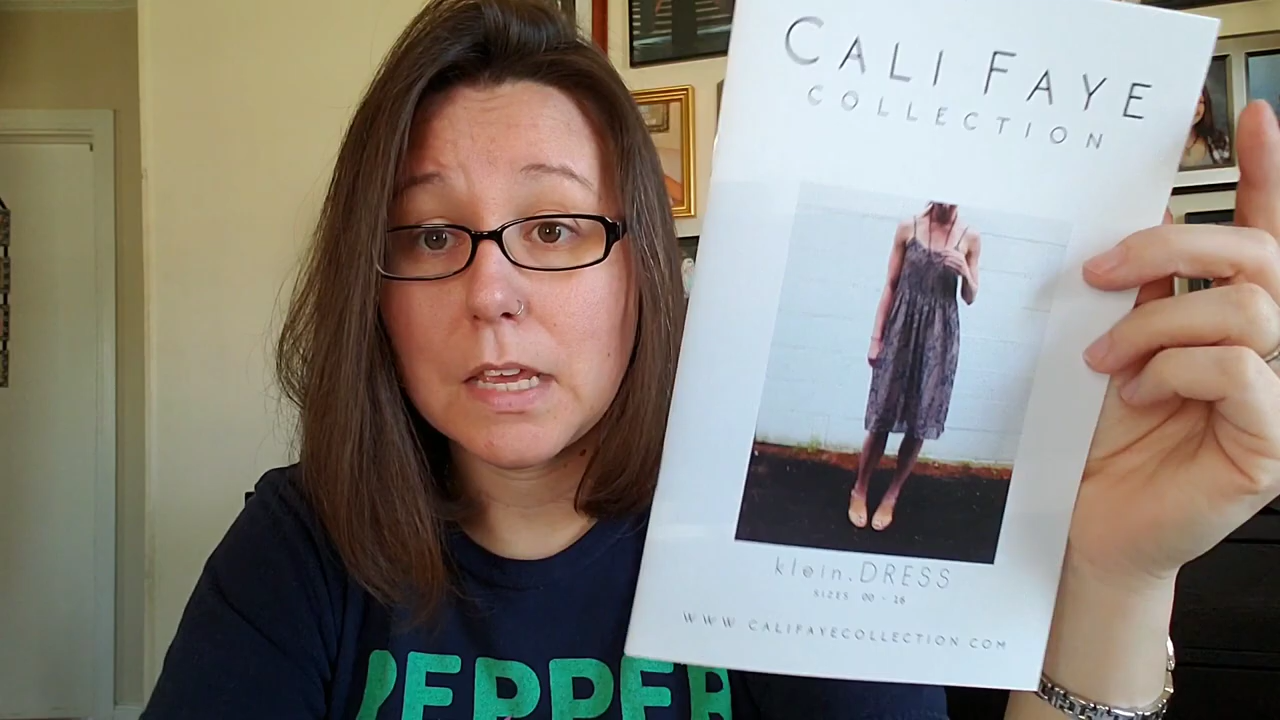 CALI FAYE
COLLECTION
klein.DRESS
SIZES 00 - 16
WWW.CALIFAYECOLLECTION.COM
PEPPER